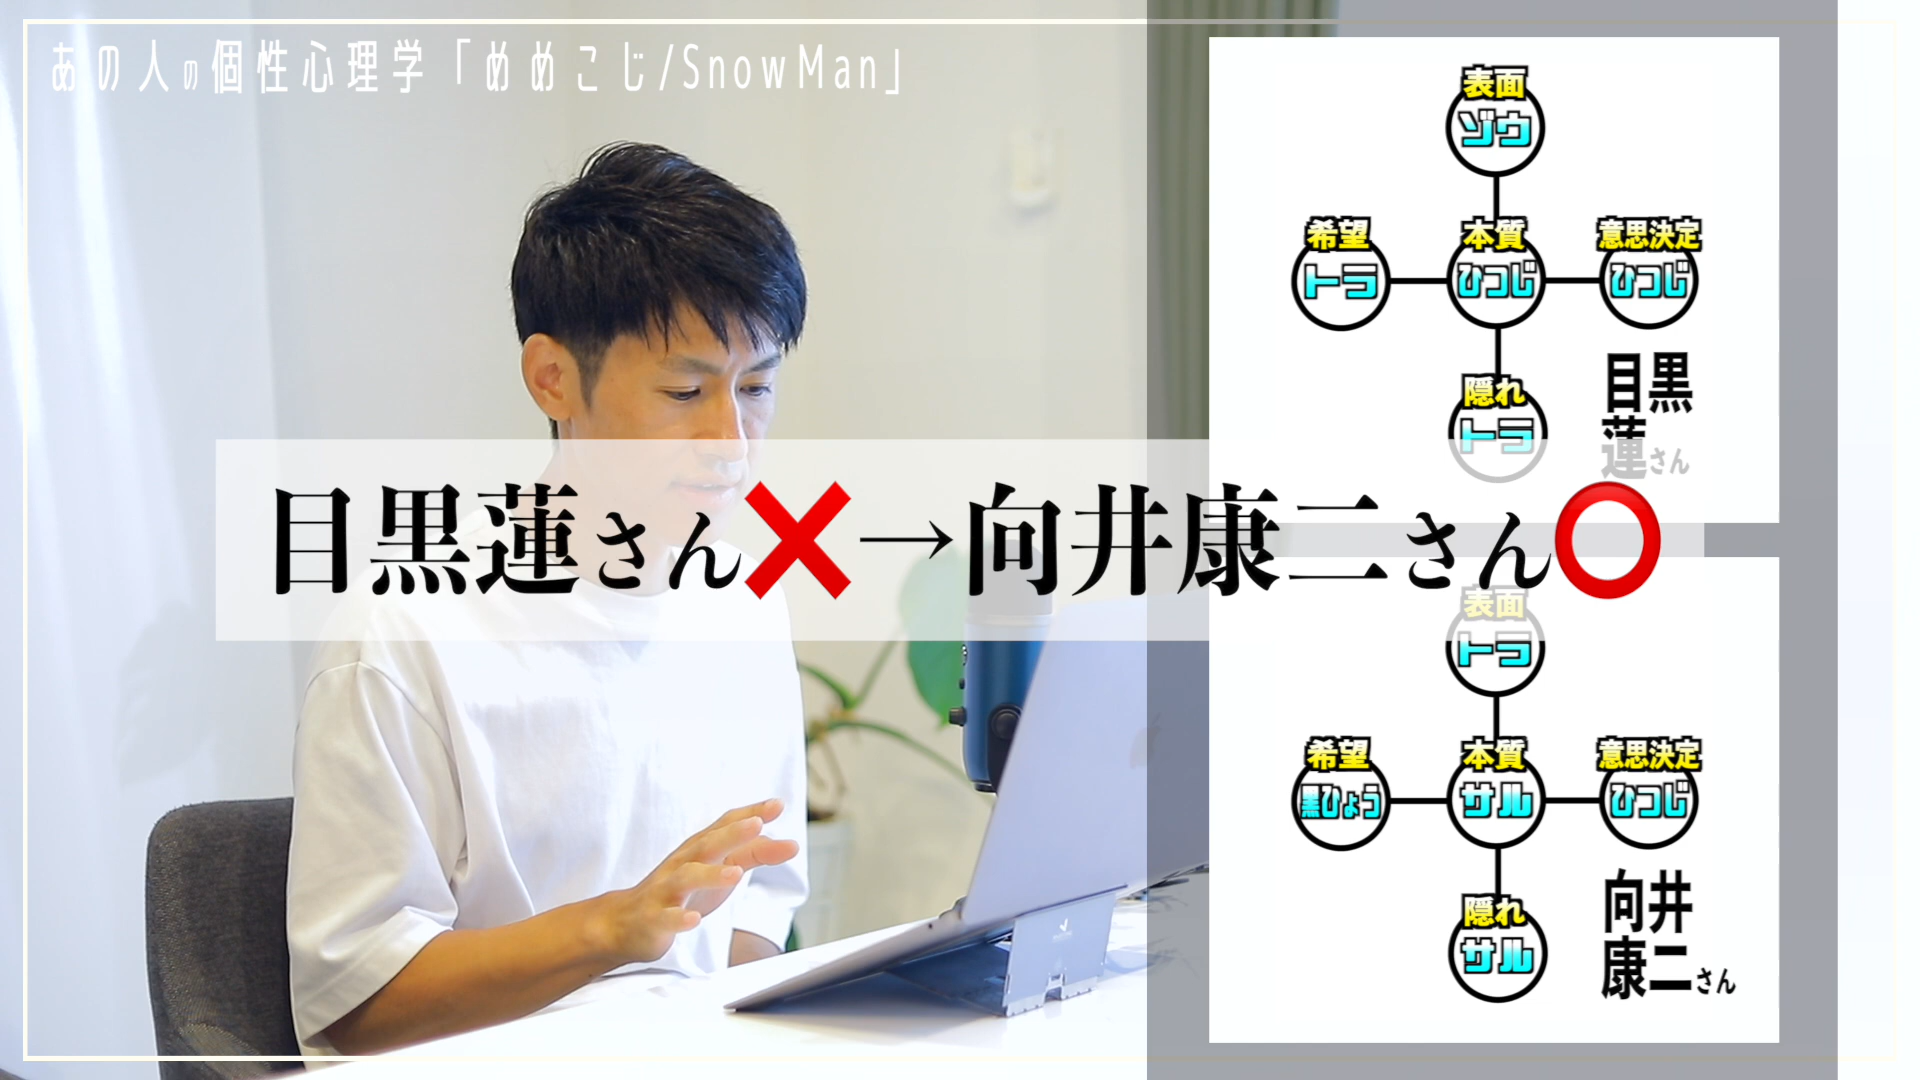 あの人の個性心理学「めめこじ/SnowMan」
表面
ゾウ
希望
トラ
本質
ひつじ
意思決定
ひつじ
隠れ
トラ
目黒
蓮さん
目黒蓮さん❌→向井康二さん⭕
表面
トラ
希望
黒ひょう
本質
サル
意思決定
ひつじ
隠れ
サル
向井
康二さん